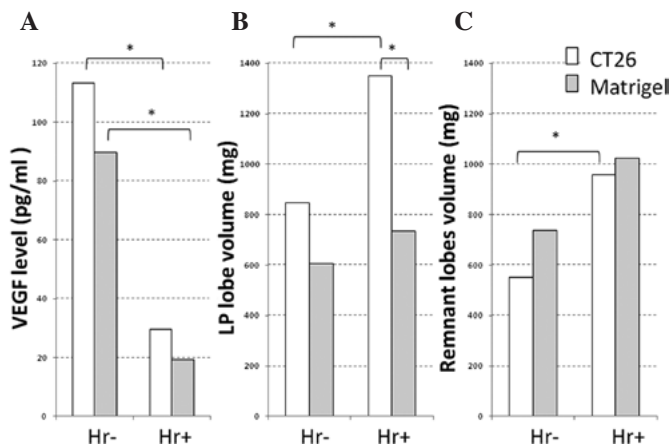 A
B
C
*
*
*
*
*
CT26
Matrigel
VEGF level (pg/ml )
120
100
80
60
40
20
0
Hr-
Hr+
LP lobe volume (mg)
1400
1200
1000
800
600
400
200
0
Hr-
Hr+
Remnant lobes volume (mg)
1400
1200
1000
800
600
400
200
0
Hr-
Hr+